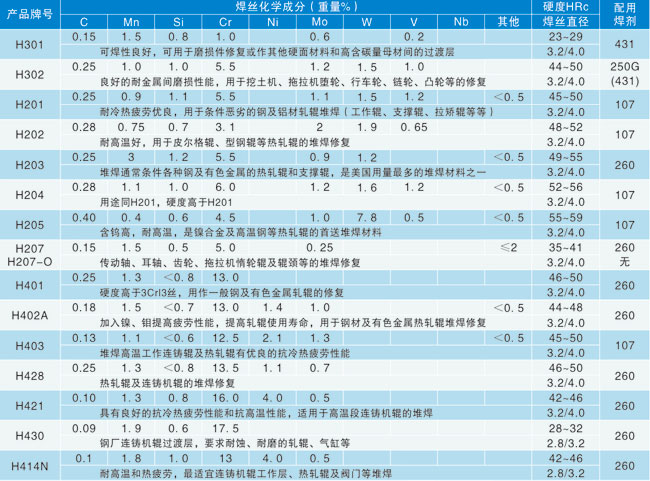 产品牌号 焊丝化学成分（重量%） 硬度HRc 配用
C Mn Si Cr Ni Mo W V Nb 其他 焊丝直径 焊剂
H301 0.15 1.5 0.8 1.0 0.6 0.2 23~29 431
可焊性良好，可用于磨损件修复或作其他硬面材料和高含碳量母材间的过渡层 3.2/4.0
H302 0.25 1.0 1.0 5.5 1.2 1.5 1.0 44~50 250G
良好的耐金属间磨损性能，用于挖土机、拖拉机堕轮、行车轮、链轮、凸轮等的修复 3.2/4.0 (431)
H201 0.25 0.9 1.1 5.5 1.1 1.5 1.2 <0.5 45~50 107
耐冷热疲劳优良，用于条件恶劣的钢及铝材轧辊堆焊（工作辊、支撑辊、拉矫辊等等） 3.2/4.0
H202 0.28 0.75 0.7 3.1 2 1.9 0.65 48~52 107
耐高温好，用于皮尔格辊、型钢辊等热轧辊的堆焊修复 3.2/4.0
H203 0.25 3 1.2 5.5 0.9 1.2 <0.5 49~55 260
堆焊通常条件各种钢及有色金属的热轧辊和支撑辊，是美国用量最多的堆焊材料之一 3.2/4.0
H204 0.28 1.1 1.0 6.0 1.2 1.6 1.2 <0.5 52~56 107
用途同H201，硬度高于H201 3.2/4.0
H205 0.40 0.4 0.6 4.5 1.0 7.8 0.5 <0.5 55~59 107
含钨高，耐高温，是镍合金及高温钢等热轧辊的首送堆焊材料 3.2/4.0
H207 0.15 1.5 0.5 5.0 0.25 ≤2 35~41 260
H207-O 传动轴、耳轴、齿轮、拖拉机惰轮辊及辊颈等的堆焊修复 3.2/4.0 无
H401 0.25 1.3 <0.8 13.0 46~50 260
硬度高于3Crl3丝，用作一般钢及有色金属轧辊的修复 3.2/4.0
H402A 0.18 1.5 <0.7 13.0 1.4 1.0 <0.5 44~48 260
加入镍、钼提高疲劳性能，提高轧辊使用寿命，用于钢材及有色金属热轧辊堆焊修复 3.2/4.0
H403 0.13 1.1 <0.6 12.5 2.1 1.3 <0.5 45~50 107
堆焊高温工作连铸辊及热轧辊有优良的抗冷热疲劳性能 3.2/4.0
H428 0.25 1.3 <0.8 13.5 1.1 0.7 46~50 260
热轧辊及连铸机辊的堆焊修复 3.2/4.0
H421 0.10 1.3 0.8 16.0 4.0 0.5 42~46 260
具有良好的抗冷热疲劳性能和抗高温性能，适用于高温段连铸机辊的堆焊 3.2/4.0
H430 0.09 1.9 0.6 17.5 28~32 260
钢厂连铸机辊过渡层，要求耐蚀、耐磨的轧辊、气缸等 2.8/3.2
H414N 0.1 1.8 1.0 13 4.0 0.5 42~46 260
耐高温和热疲劳，最适宜连铸机辊工作层、热轧辊及阀门等堆焊 2.8/3.2